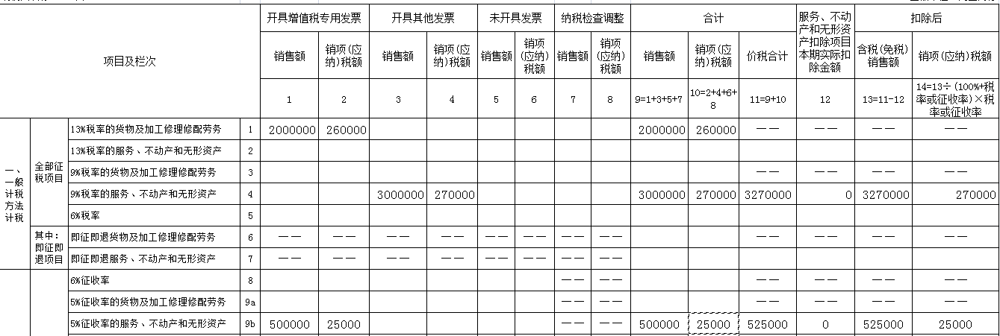 开具增值税专用发票 开具其他发票 未开具发票 纳税检查调整 合计 服务、不动产和无形资产扣除项目本期实际扣除金额 扣除后
项目及栏次 销售额 销项(应纳)税额 销售额 销项(应纳)税额 销售额 销项(应纳)税额 销售额 销项(应纳)税额 销售额 销项(应纳)税额 价税合计 含税(免税)销售额 销项(应纳)税额
1 2 3 4 5 6 7 8 9=1+3+5+7 10=2+4+6+8 11=9+10 12 13=11-12 14=13÷(100%+税率或征收率)×税率或征收率
一、一般计税方法计税 全部征税项目 13%税率的货物及加工修理修配劳务 1 2000000 260000 2000000 260000 —— —— —— ——
13%税率的服务、不动产和无形资产 2
9%税率的货物及加工修理修配劳务 3 —— —— —— ——
9%税率的服务、不动产和无形资产 4 3000000 270000 3000000 270000 3270000 0 3270000 270000
6%税率 5
其中：即征即退项目 即征即退货物及加工修理修配劳务 6 —— —— —— —— —— —— —— —— —— —— —— ——
即征即退服务、不动产和无形资产 7 —— —— —— —— —— —— —— ——
6%征收率 8 —— —— —— —— —— ——
5%征收率的货物及加工修理修配劳务 9a —— —— —— —— —— ——
5%征收率的服务、不动产和无形资产 9b 500000 25000 —— —— 500000 25000 525000 0 525000 25000